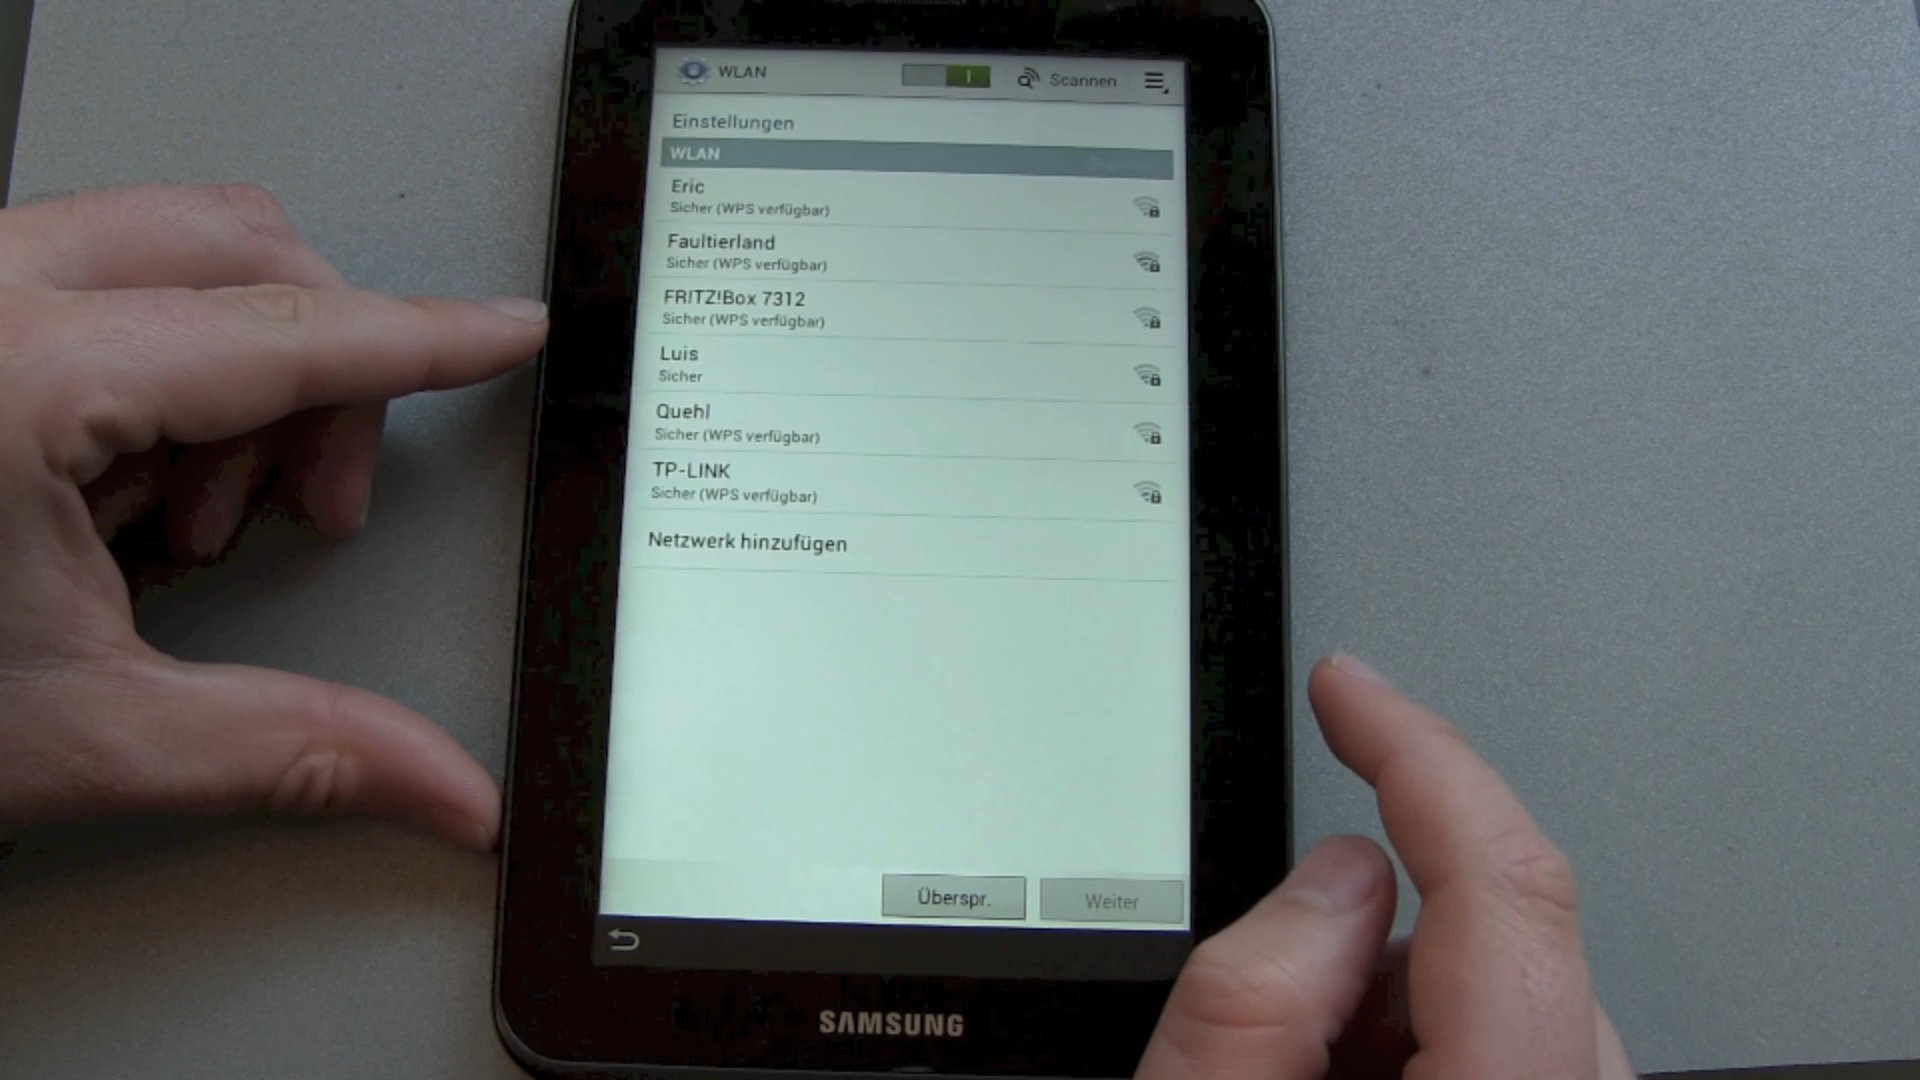 WLAN
Scannen
Einstellungen
WLAN
Eric
Sicher (WPS verfügbar)
Faultierland
Sicher (WPS verfügbar)
FRITZ!Box 7312
Sicher (WPS verfügbar)
Luis
Sicher
Quehl
Sicher (WPS verfügbar)
TP-LINK
Sicher (WPS verfügbar)
Netzwerk hinzufügen
Überspr.
Weiter
SAMSUNG